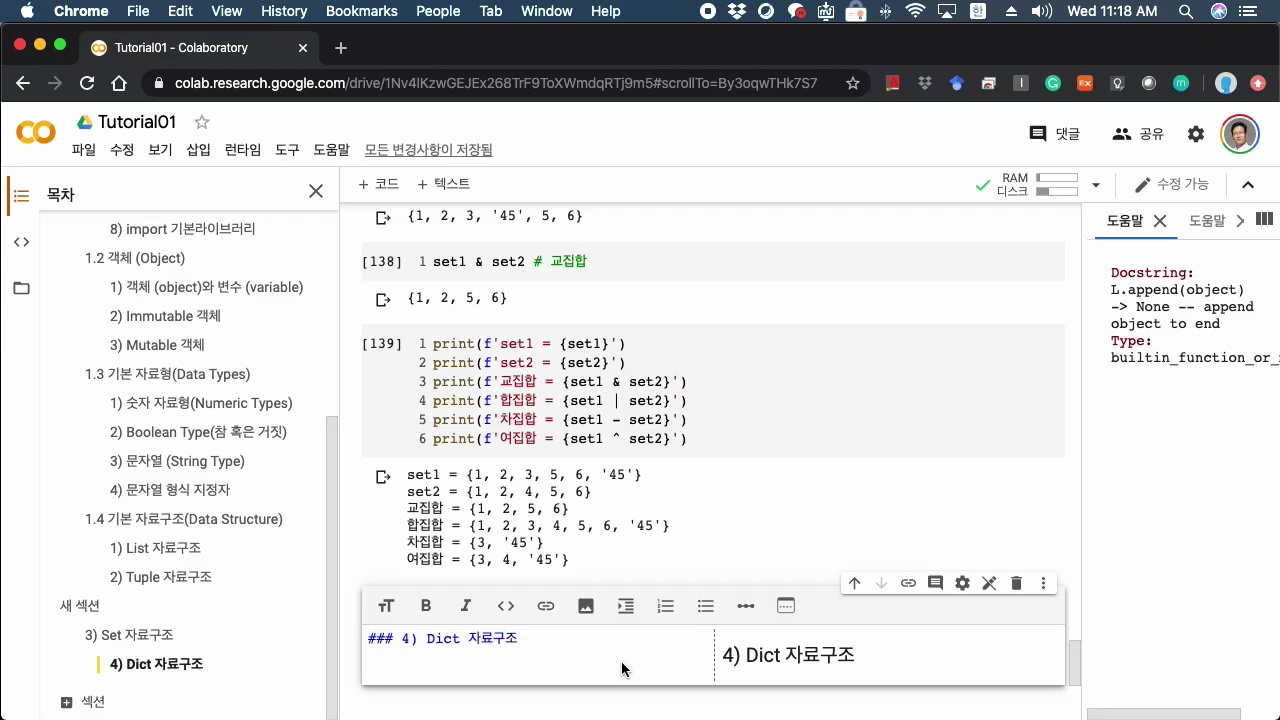 Chrome File Edit View History Bookmarks People Tab Window Help
한 Wed 11:18 AM
Tutorial01 - Colaboratory
colab.research.google.com/drive/1Nv4lKzwGEJEx268TrF9ToXWmdqRTj9m5#scrollTo=By3oqwTHk7S7
Tutorial01
댓글 공유
파일 수정 보기 삽입 런타임 도구 도움말 모든 변경사항이 저장됨
목차
+ 코드 + 텍스트
RAM
디스크
수정 가능
8) import 기본라이브러리
1.2 객체 (Object)
1) 객체 (object)와 변수 (variable)
2) Immutable 객체
3) Mutable 객체
1.3 기본 자료형(Data Types)
1) 숫자 자료형(Numeric Types)
2) Boolean Type(참 혹은 거짓)
3) 문자열 (String Type)
4) 문자열 형식 지정자
1.4 기본 자료구조(Data Structure)
1) List 자료구조
2) Tuple 자료구조
새 섹션
3) Set 자료구조
4) Dict 자료구조
섹션
{1, 2, 3, '45', 5, 6}
[138] 1 set1 & set2 # 교집합
{1, 2, 5, 6}
[139] 1 print(f'set1 = {set1}')
2 print(f'set2 = {set2}')
3 print(f'교집합 = {set1 & set2}')
4 print(f'합집합 = {set1 | set2}')
5 print(f'차집합 = {set1 - set2}')
6 print(f'여집합 = {set1 ^ set2}')
set1 = {1, 2, 3, 5, 6, '45'}
set2 = {1, 2, 4, 5, 6}
교집합 = {1, 2, 5, 6}
합집합 = {1, 2, 3, 4, 5, 6, '45'}
차집합 = {3, '45'}
여집합 = {3, 4, '45'}
### 4) Dict 자료구조
4) Dict 자료구조
도움말 도움말
Docstring:
L.append(object)
-> None -- append
object to end
Type:
builtin_function_or_